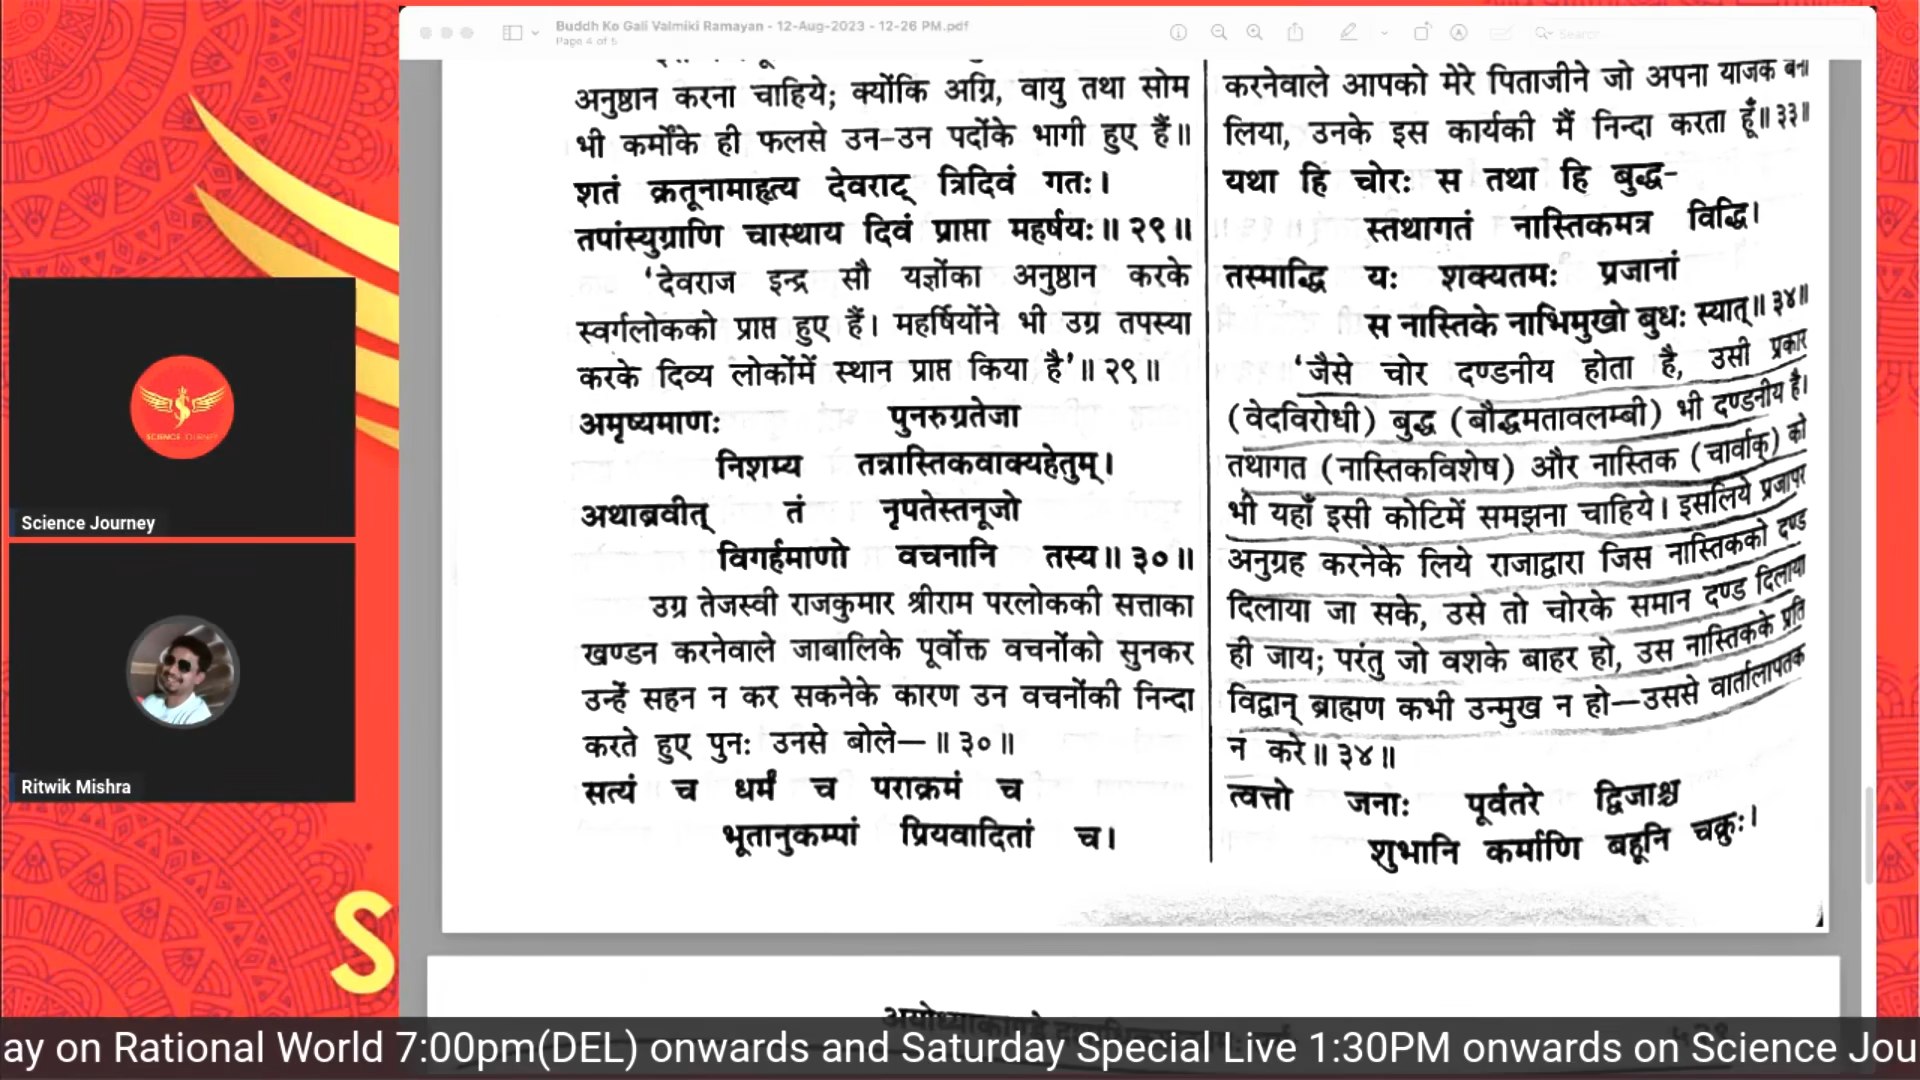 Buddh Ko Gali Valmiki Ramayan - 12-Aug-2023 - 12-26 PM.pdf
Page 4 of 5
Search
अनुष्ठान करना चाहिये; क्योंकि अग्नि, वायु तथा सोम
भी कर्मोंके ही फलसे उन-उन पदोंके भागी हुए हैं॥
शतं क्रतूनामाहृत्य देवराट् त्रिदिवं गतः।
तपांस्युग्राणि चास्थाय दिवं प्राप्ता महर्षयः॥ २९॥
‘देवराज इन्द्र सौ यज्ञोंका अनुष्ठान करके
स्वर्गलोकको प्राप्त हुए हैं। महर्षियोंने भी उग्र तपस्या
करके दिव्य लोकोंमें स्थान प्राप्त किया है’॥ २९॥
अमृष्यमाणः पुनरुग्रतेजा
निशम्य तन्नास्तिकवाक्यहेतुम्।
अथाब्रवीत् तं नृपतेस्तनूजो
विगर्हमाणो वचनानि तस्य॥ ३०॥
उग्र तेजस्वी राजकुमार श्रीराम परलोककी सत्ताका
खण्डन करनेवाले जाबालिके पूर्वोक्त वचनोंको सुनकर
उन्हें सहन न कर सकनेके कारण उन वचनोंकी निन्दा
करते हुए पुनः उनसे बोले—॥ ३०॥
सत्यं च धर्मं च पराक्रमं च
भूतानुकम्पां प्रियवादितां च।
करनेवाले आपको मेरे पिताजीने जो अपना याजक बना
लिया, उनके इस कार्यकी मैं निन्दा करता हूँ॥ ३३॥
यथा हि चोरः स तथा हि बुद्ध-
स्तथागतं नास्तिकमत्र विद्धि।
तस्माद्धि यः शक्यतमः प्रजानां
स नास्तिके नाभिमुखो बुधः स्यात्॥ ३४॥
‘जैसे चोर दण्डनीय होता है, उसी प्रकार
(वेदविरोधी) बुद्ध (बौद्धमतावलम्बी) भी दण्डनीय है।
तथागत (नास्तिकविशेष) और नास्तिक (चार्वाक) को
भी यहाँ इसी कोटिमें समझना चाहिये। इसलिये प्रजापर
अनुग्रह करनेके लिये राजाद्वारा जिस नास्तिकको दण्ड
दिलाया जा सके, उसे तो चोरके समान दण्ड दिलाया
ही जाय; परंतु जो वशके बाहर हो, उस नास्तिकके प्रति
विद्वान् ब्राह्मण कभी उन्मुख न हो—उससे वार्तालापतक
न करे॥ ३४॥
त्वत्तो जनाः पूर्वतरे द्विजाश्च
शुभानि कर्माणि बहूनि चक्रुः।
SCIENCE JOURNEY
Science Journey
Ritwik Mishra
S
ay on Rational World 7:00pm(DEL) onwards and Saturday Special Live 1:30PM onwards on Science Jou